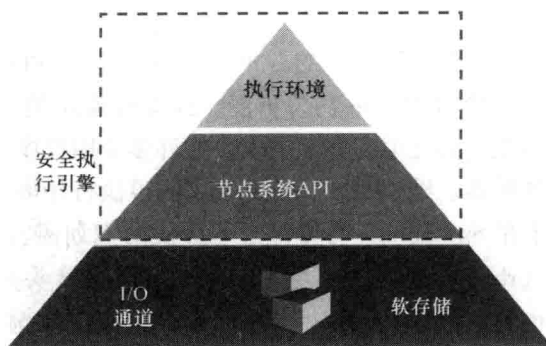 执行环境
安全执
行引擎
节点系统API
I/O
通道
软存储